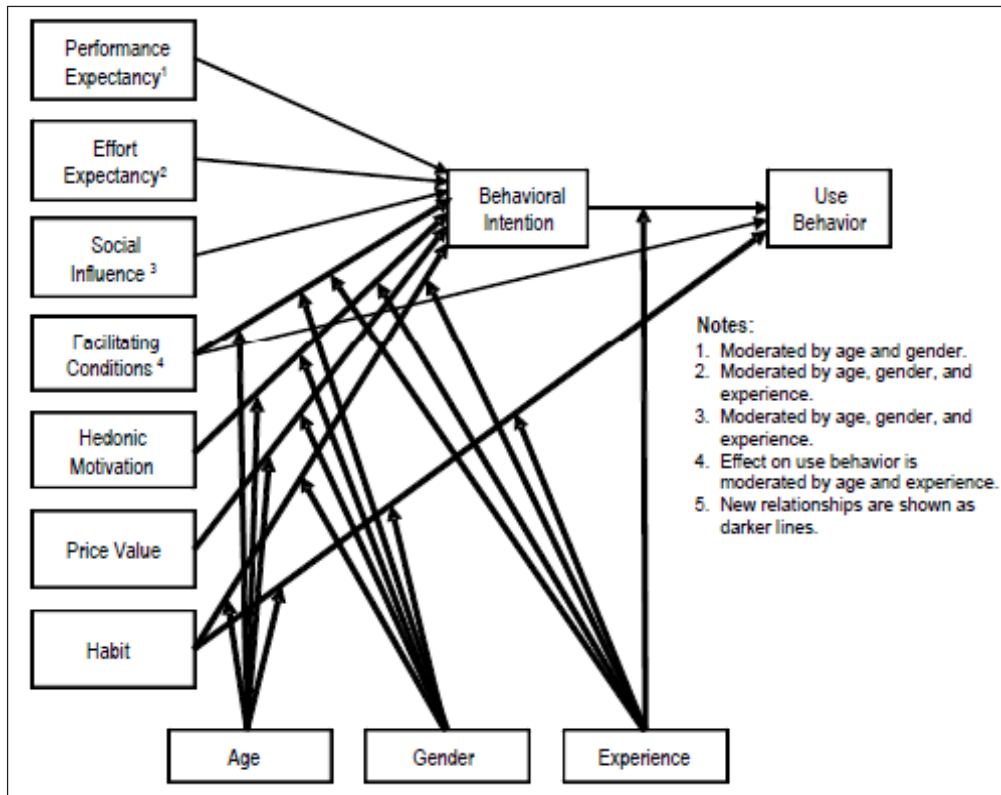 Performance
Expectancy¹
Effort
Expectancy²
Social
Influence ³
Facilitating
Conditions ⁴
Hedonic
Motivation
Price Value
Habit
Behavioral
Intention
Use
Behavior
Notes:
1. Moderated by age and gender.
2. Moderated by age, gender, and
experience.
3. Moderated by age, gender, and
experience.
4. Effect on use behavior is
moderated by age and experience.
5. New relationships are shown as
darker lines.
Age
Gender
Experience